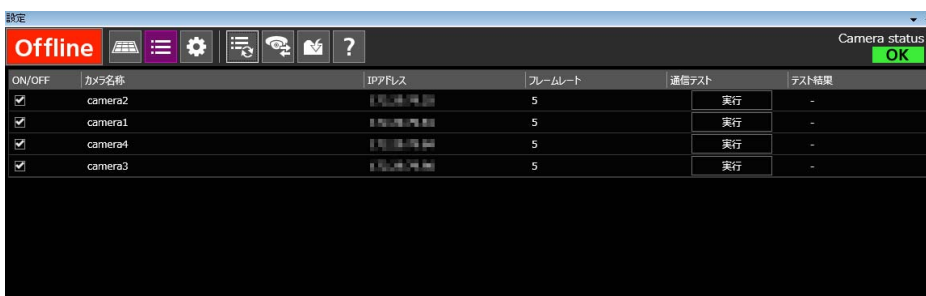 設定
Offline ?
Camera status
OK
ON/OFF カメラ名称 IPアドレス フレームレート 通信テスト テスト結果
camera2 5 実行 -
camera1 5 実行 -
camera4 5 実行 -
camera3 5 実行 -